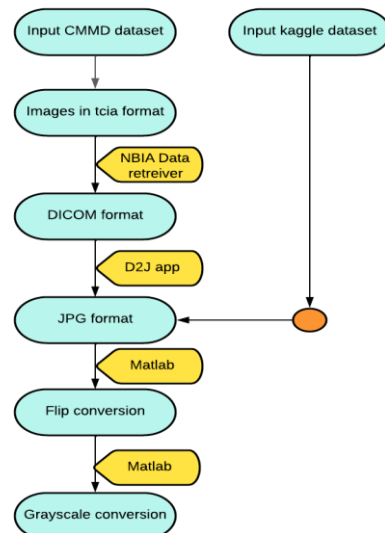 Input CMMD dataset
Input kaggle dataset
Images in tcia format
NBIA Data
retreiver
DICOM format
D2J app
JPG format
Matlab
Flip conversion
Matlab
Grayscale conversion